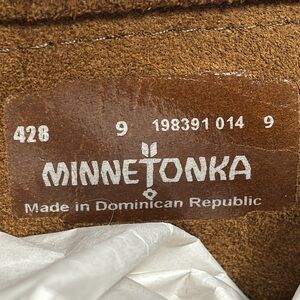 428 9 198391 014 9
MINNETONKA
Made in Dominican Republic